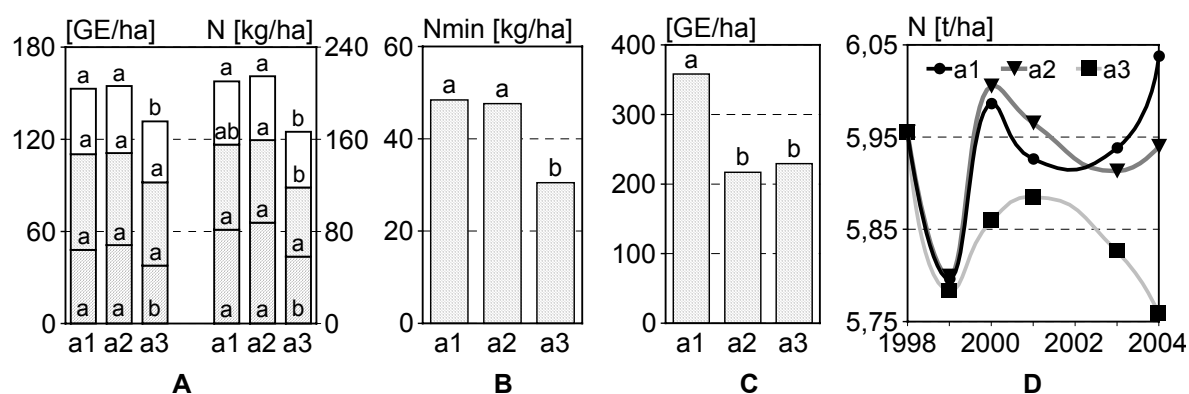 [GE/ha] N [kg/ha] Nmin [kg/ha] [GE/ha] N [t/ha]
180 240 60 400 6,05
a a a a1 a2 a3
a a b a a a
b
300
120 a a ab a b 160 40 b 5,95
a b b b
200
60 a a a a 80 20 5,85
a a
100
a a b a a b
0 0 0 0 5,75
a1 a2 a3 a1 a2 a3 a1 a2 a3 a1 a2 a3 1998 2000 2002 2004
A B C D